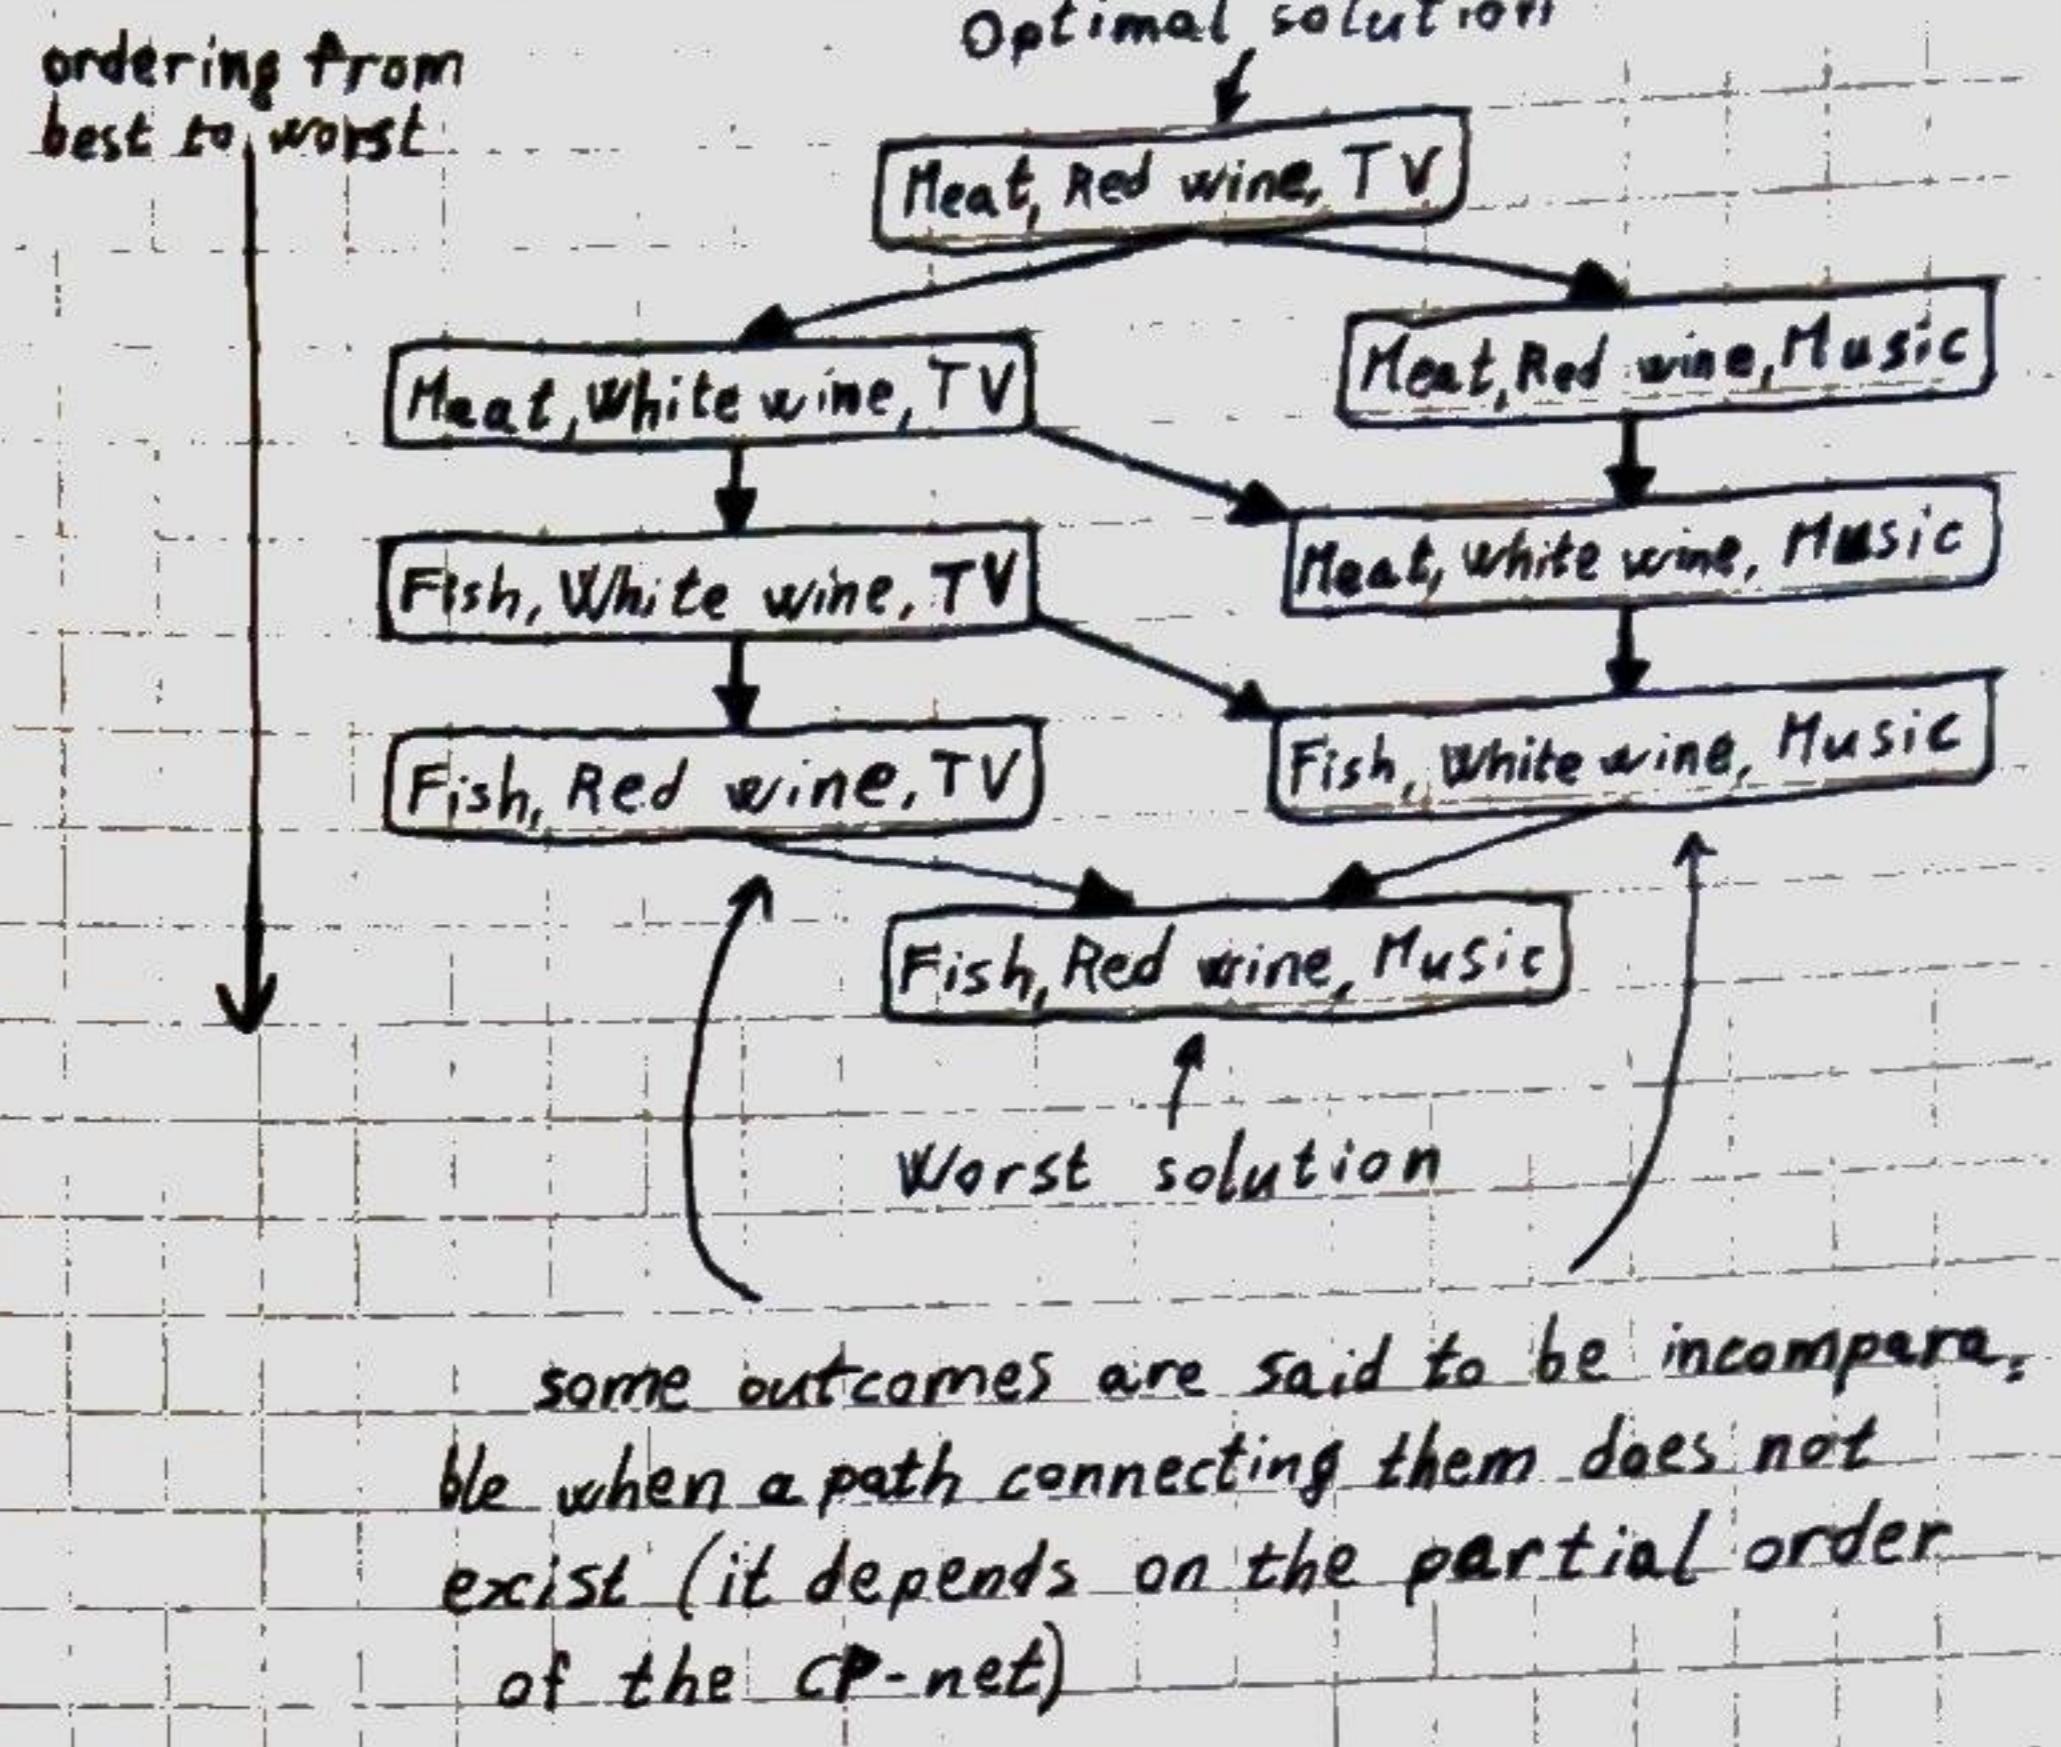 Optimal solution
ordering from
best to worst
Meat, Red wine, TV
Meat, Red wine, Music
Meat, White wine, TV
Meat, White wine, Music
Fish, White wine, TV
Fish, White wine, Music
Fish, Red wine, TV
Fish, Red wine, Music
Worst solution
some outcomes are said to be incompara=
ble when a path connecting them does not
exist (it depends on the partial order
of the CP-net)